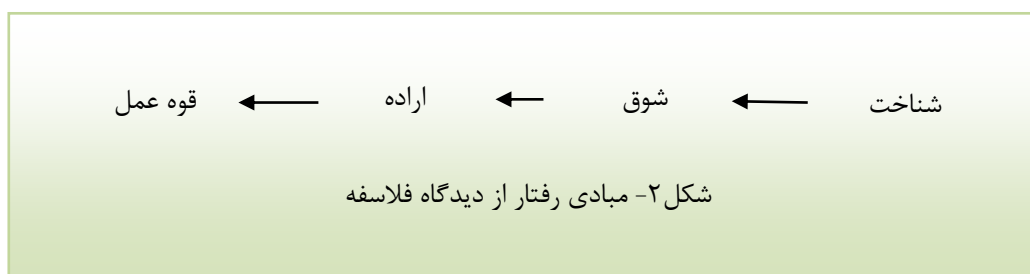 شناخت شوق اراده قوه عمل
شکل۲- مبادی رفتار از دیدگاه فلاسفه